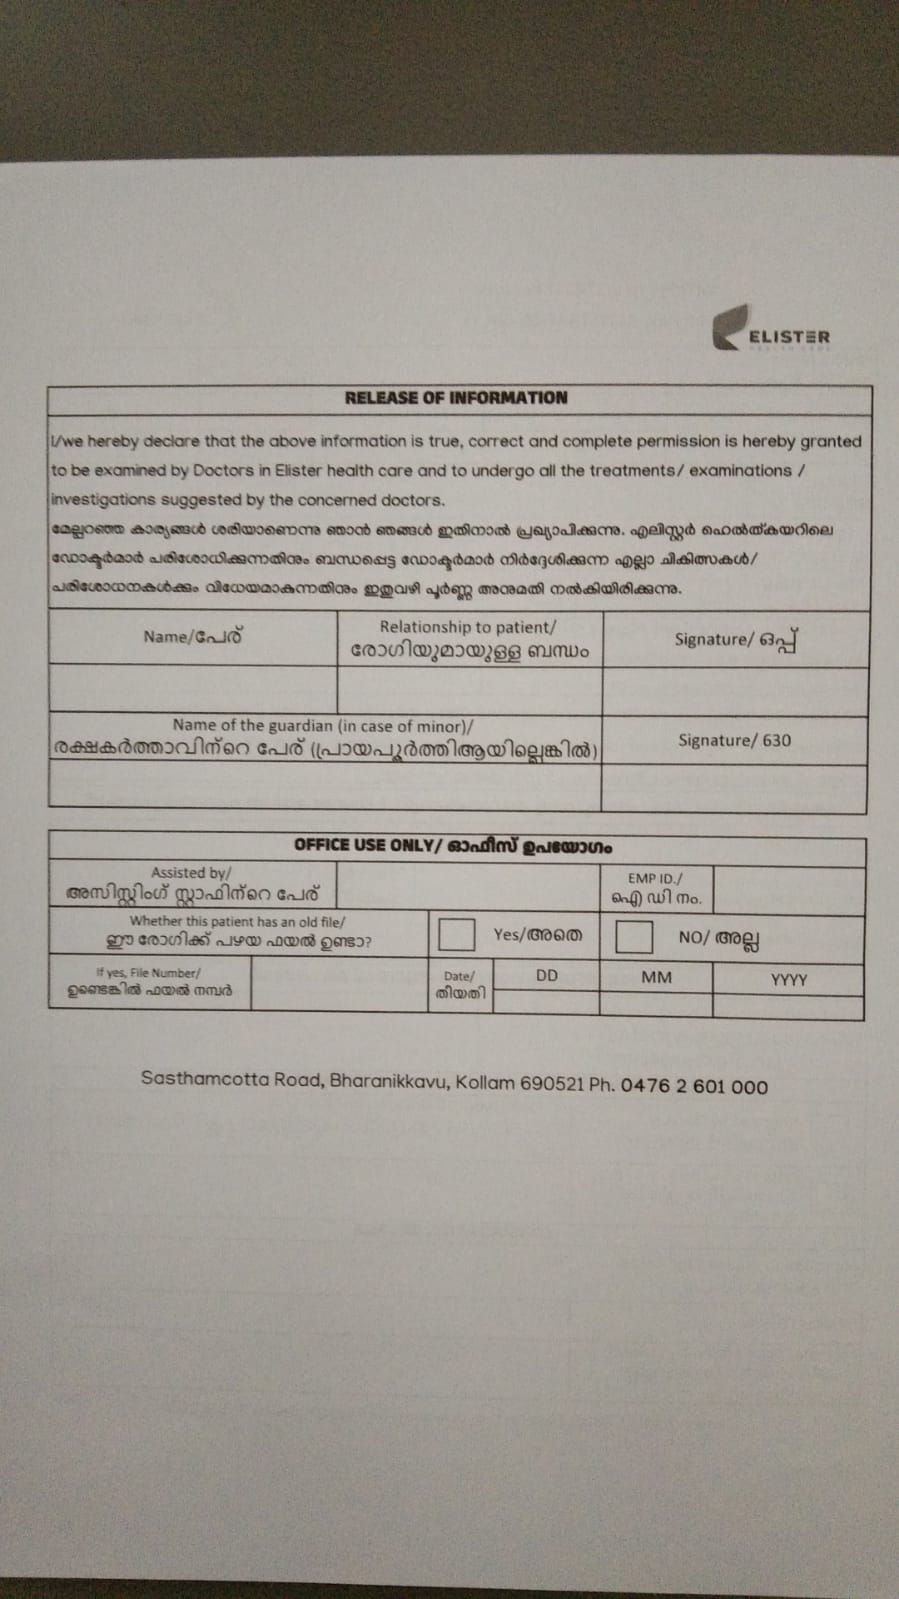 ELISTER
RELEASE OF INFORMATION
I/we hereby declare that the above information is true, correct and complete permission is hereby granted
to be examined by Doctors in Elister health care and to undergo all the treatments/ examinations /
investigations suggested by the concerned doctors.
മേല്പറഞ്ഞ കാര്യങ്ങൾ ശരിയാണെന്നു ഞാൻ ഞങ്ങൾ ഇതിനാൽ പ്രഖ്യാപിക്കുന്നു. എലിസ്റ്റർ ഹെൽത്ത്കയറിലെ
ഡോക്ടർമാർ പരിശോധിക്കുന്നതിനും ബന്ധപ്പെട്ട ഡോക്ടർമാർ നിർദ്ദേശിക്കുന്ന എല്ലാ ചികിത്സകൾ/
പരിശോധനകൾക്കും വിധേയമാകുന്നതിനും ഇതുവഴി പൂർണ്ണ അനുമതി നൽകിയിരിക്കുന്നു.
Name/പേര്
Relationship to patient/
രോഗിയുമായുള്ള ബന്ധം
Signature/ ഒപ്പ്
Name of the guardian (in case of minor)/
രക്ഷകർത്താവിന്റെ പേര് (പ്രായപൂർത്തിആയില്ലെങ്കിൽ)
Signature/ 630
OFFICE USE ONLY/ ഓഫീസ് ഉപയോഗം
Assisted by/
അസിസ്റ്റിംഗ് സ്റ്റാഫിന്റെ പേര്
EMP ID./
ഐ ഡി നം.
Whether this patient has an old file/
ഈ രോഗിക്ക് പഴയ ഫയൽ ഉണ്ടാ?
Yes/അതെ
NO/ അല്ല
If yes, File Number/
ഉണ്ടെങ്കിൽ ഫയൽ നമ്പർ
Date/
തിയതി
DD
MM
YYYY
Sasthamcotta Road, Bharanikkavu, Kollam 690521 Ph. 0476 2 601 000